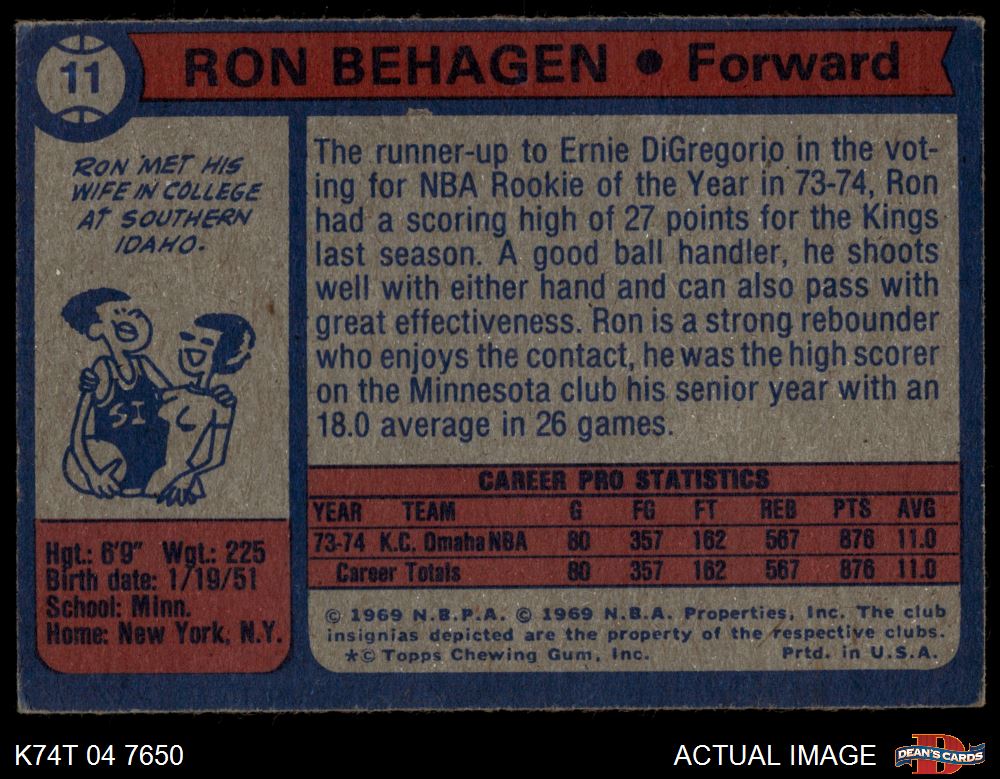 11
RON BEHAGEN ● Forward
RON MET HIS
WIFE IN COLLEGE
AT SOUTHERN
IDAHO.
SI
The runner-up to Ernie DiGregorio in the vot-
ing for NBA Rookie of the Year in 73-74, Ron
had a scoring high of 27 points for the Kings
last season. A good ball handler, he shoots
well with either hand and can also pass with
great effectiveness. Ron is a strong rebounder
who enjoys the contact, he was the high scorer
on the Minnesota club his senior year with an
18.0 average in 26 games.
Hgt.: 6'9" Wgt.: 225
Birth date: 1/19/51
School: Minn.
Home: New York, N.Y.
CAREER PRO STATISTICS
YEAR TEAM G FG FT REB PTS AVG
73-74 K.C. Omaha NBA 80 357 162 567 876 11.0
Career Totals 80 357 162 567 876 11.0
© 1969 N.B.P.A. © 1969 N.B.A. Properties, Inc. The club
insignias depicted are the property of the respective clubs.
*© Topps Chewing Gum, Inc. Prtd. in U.S.A.
K74T 04 7650
ACTUAL IMAGE
D
DEAN'S CARDS